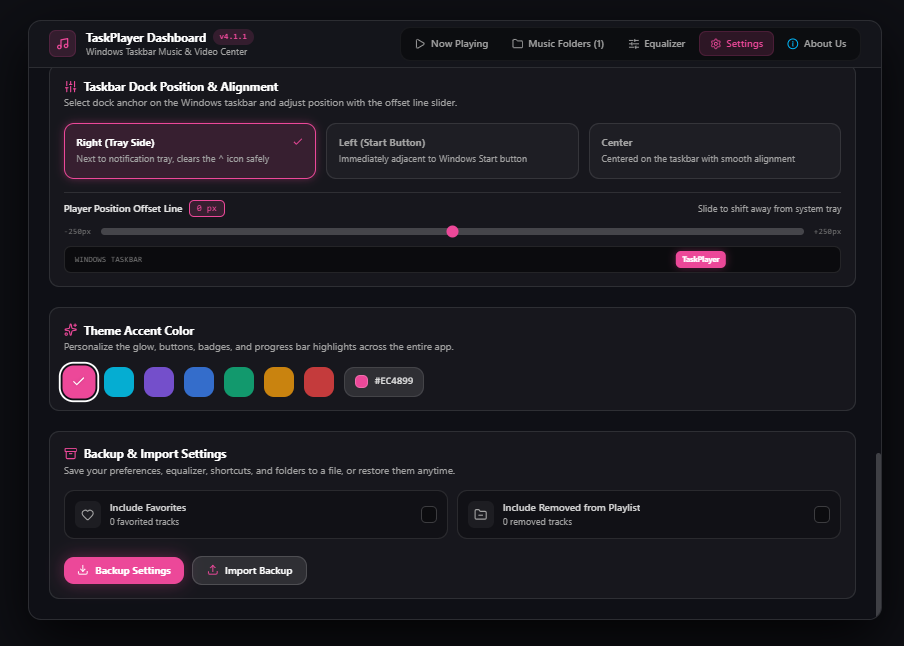 TaskPlayer Dashboard v4.1.1
Windows Taskbar Music & Video Center
Now Playing
Music Folders (1)
Equalizer
Settings
About Us
Taskbar Dock Position & Alignment
Select dock anchor on the Windows taskbar and adjust position with the offset line slider.
Right (Tray Side)
Next to notification tray, clears the ^ icon safely
Left (Start Button)
Immediately adjacent to Windows Start button
Center
Centered on the taskbar with smooth alignment
Player Position Offset Line 0 px
Slide to shift away from system tray
-250px
+250px
WINDOWS TASKBAR
TaskPlayer
Theme Accent Color
Personalize the glow, buttons, badges, and progress bar highlights across the entire app.
#EC4899
Backup & Import Settings
Save your preferences, equalizer, shortcuts, and folders to a file, or restore them anytime.
Include Favorites
0 favorited tracks
Include Removed from Playlist
0 removed tracks
Backup Settings
Import Backup